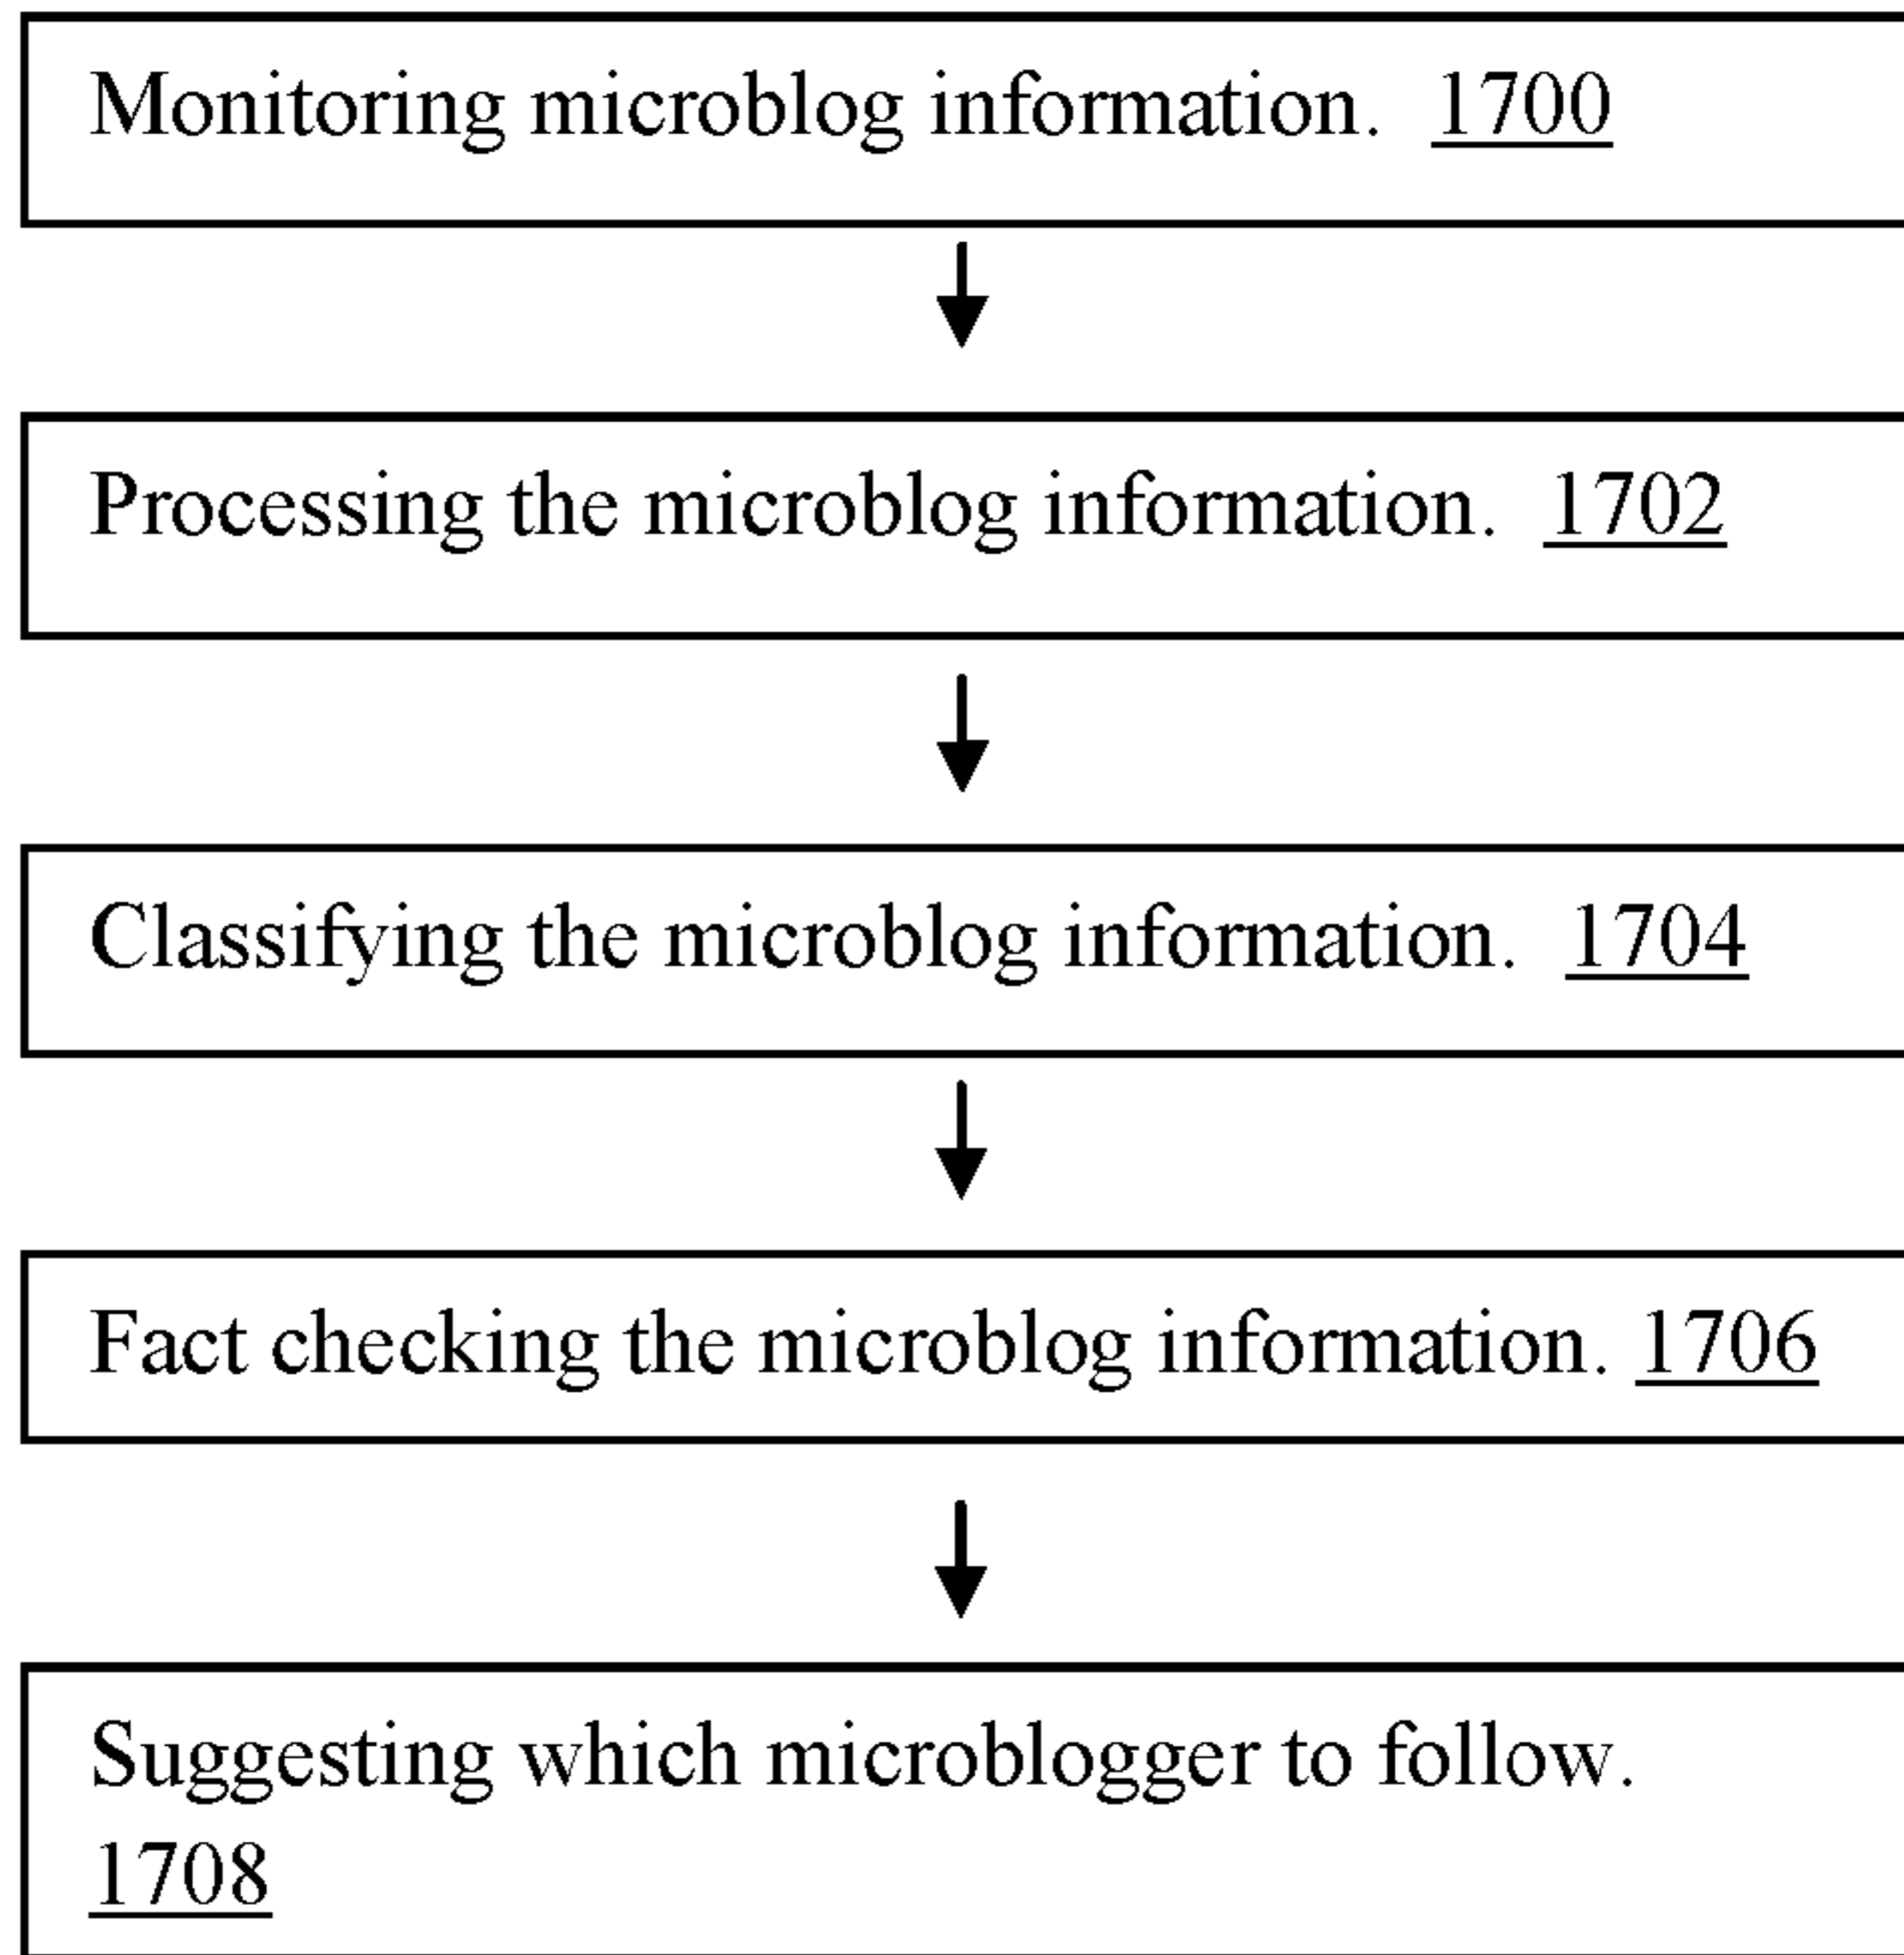 Monitoring microblog information. 1700
Processing the microblog information. 1702
Classifying the microblog information. 1704
Fact checking the microblog information. 1706
Suggesting which microblogger to follow.
1708